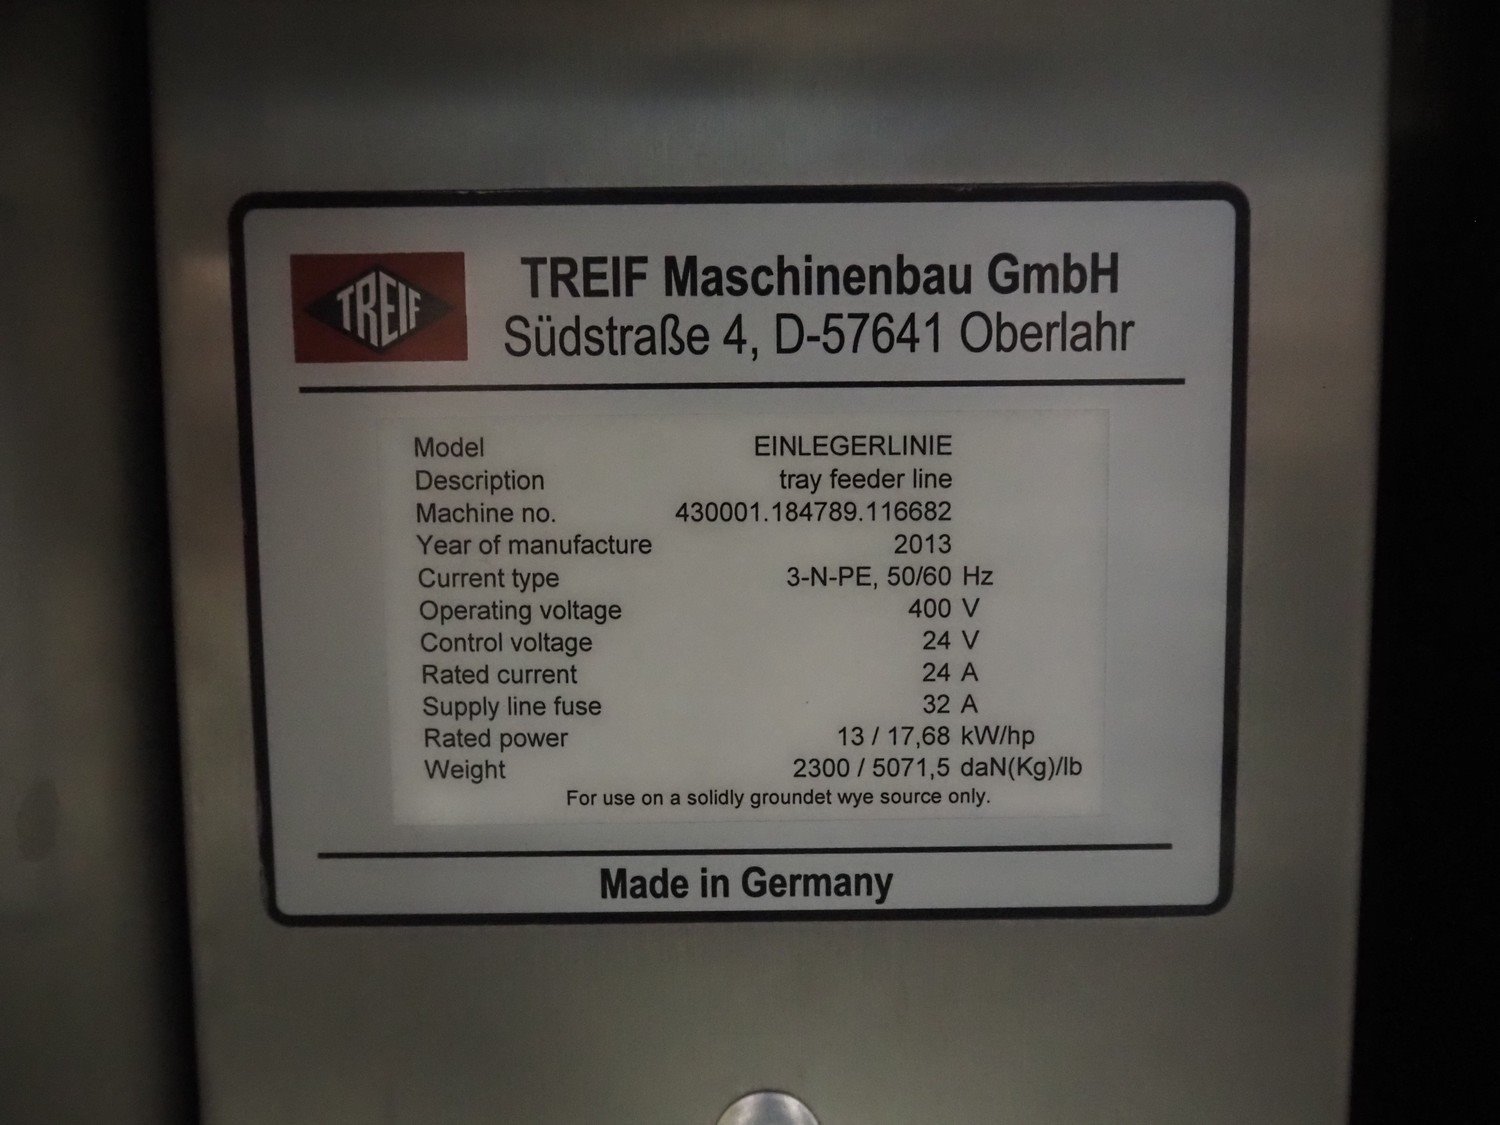 TREIF
TREIF Maschinenbau GmbH
Südstraße 4, D-57641 Oberlahr
Model EINLEGERLINIE
Description tray feeder line
Machine no. 430001.184789.116682
Year of manufacture 2013
Current type 3-N-PE, 50/60 Hz
Operating voltage 400 V
Control voltage 24 V
Rated current 24 A
Supply line fuse 32 A
Rated power 13 / 17,68 kW/hp
Weight 2300 / 5071,5 daN(Kg)/lb
For use on a solidly groundet wye source only.
Made in Germany